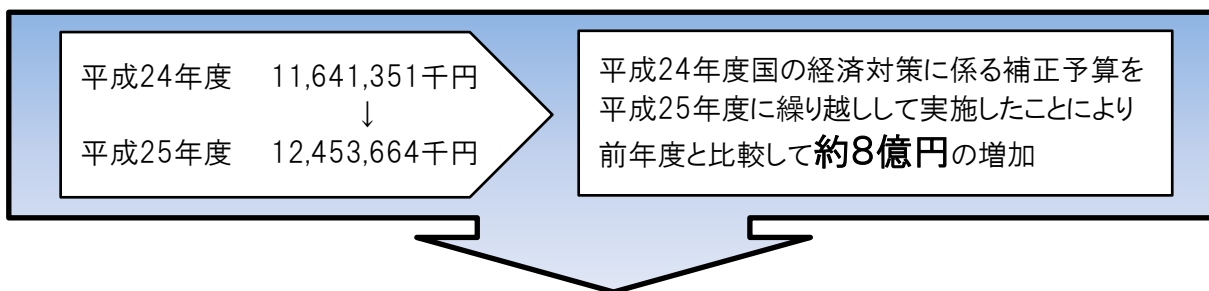 平成24年度 11,641,351千円
↓
平成25年度 12,453,664千円
平成24年度国の経済対策に係る補正予算を
平成25年度に繰り越しして実施したことにより
前年度と比較して約8億円の増加